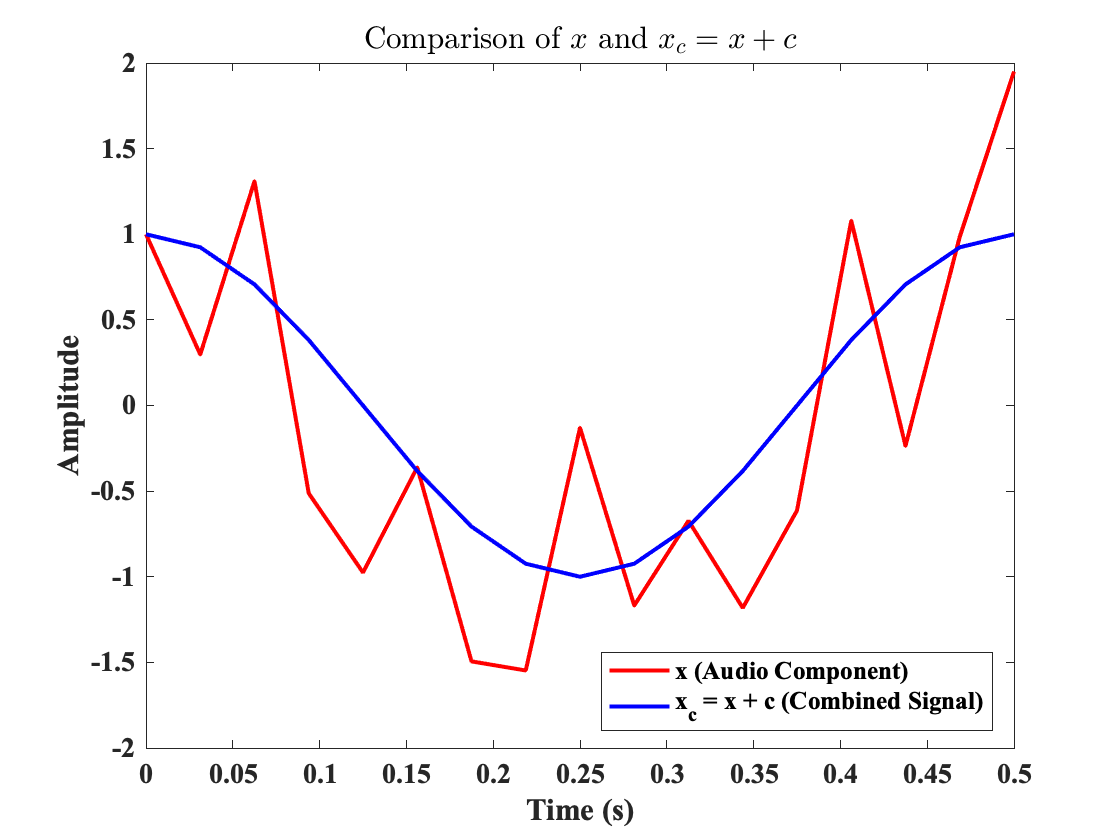 Comparison of x and x_c = x + c
2
1.5
1
0.5
0
-0.5
-1
-1.5
-2
Amplitude
x (Audio Component)
x_c = x + c (Combined Signal)
0 0.05 0.1 0.15 0.2 0.25 0.3 0.35 0.4 0.45 0.5
Time (s)